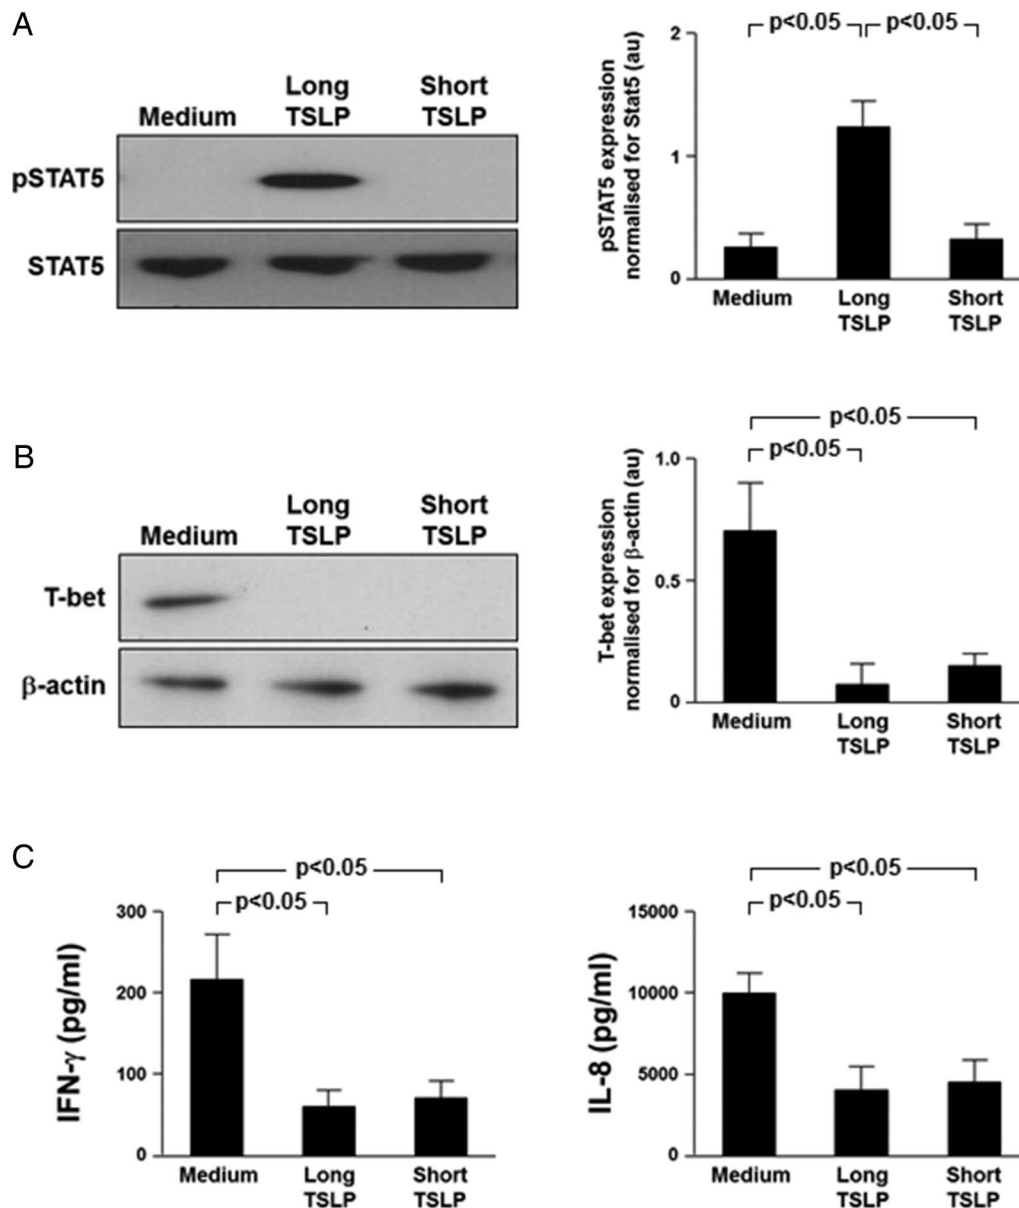 A
Medium
Long
TSLP
Short
TSLP
pSTAT5
STAT5
pSTAT5 expression
normalised for Stat5 (au)
p<0.05
p<0.05
2
1
0
Medium
Long
TSLP
Short
TSLP
B
Medium
Long
TSLP
Short
TSLP
T-bet
β-actin
T-bet expression
normalised for β-actin (au)
p<0.05
p<0.05
1.0
0.5
0
Medium
Long
TSLP
Short
TSLP
C
IFN-γ (pg/ml)
p<0.05
p<0.05
300
200
100
0
Medium
Long
TSLP
Short
TSLP
IL-8 (pg/ml)
p<0.05
p<0.05
15000
10000
5000
0
Medium
Long
TSLP
Short
TSLP